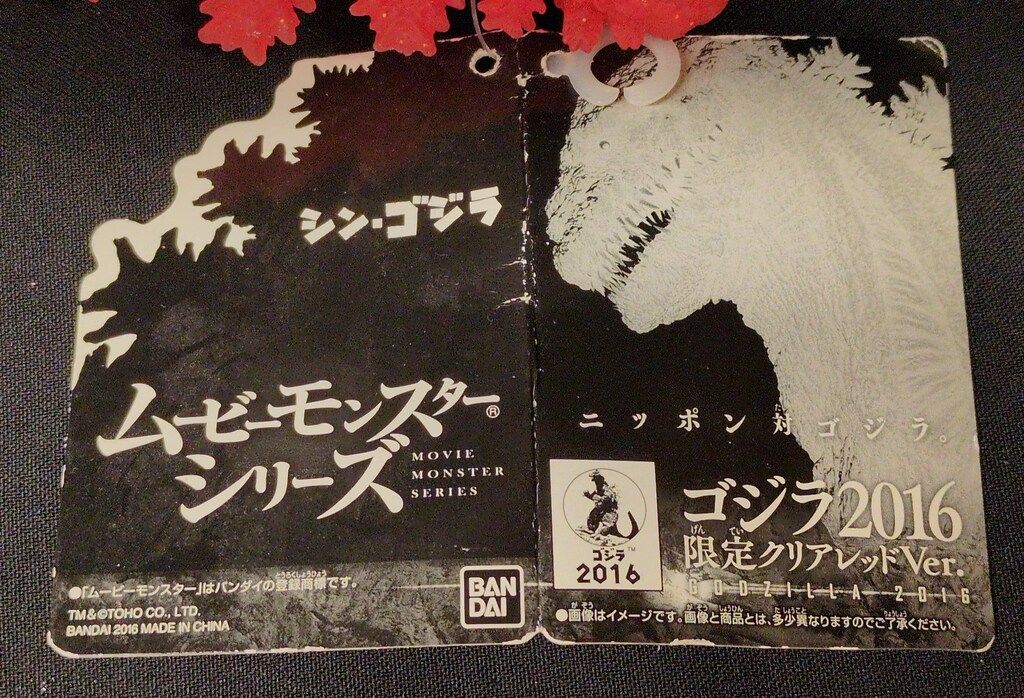 シン・ゴジラ
ムービーモンスター®
シリーズ
MOVIE
MONSTER
SERIES
●「ムービーモンスター」はバンダイの登録商標です。
TM & ©TOHO CO., LTD.
BANDAI 2016 MADE IN CHINA
BAN
DAI
ニッポン対ゴジラ。
ゴジラ™
2016
ゴジラ2016
限定クリアレッドVer.
GODZILLA 2016
●画像はイメージです。画像と商品とは、多少異なりますのでご了承ください。